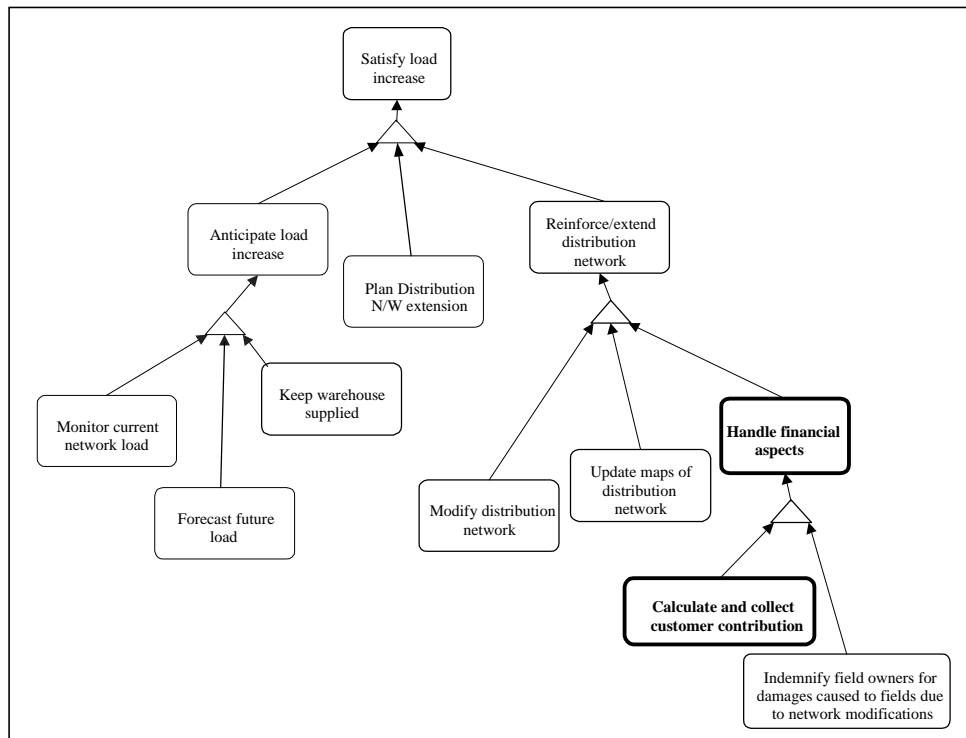 Satisfy load
increase
Anticipate load
increase
Plan Distribution
N/W extension
Reinforce/extend
distribution
network
Monitor current
network load
Forecast future
load
Keep warehouse
supplied
Modify distribution
network
Update maps of
distribution
network
Handle financial
aspects
Calculate and collect
customer contribution
Indemnify field owners for
damages caused to fields due
to network modifications